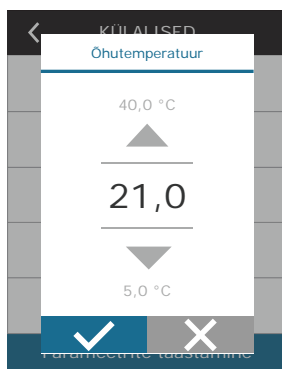 KÜLALISED
Õhutemperatuur
40,0 °C
21,0
5,0 °C
Parameetrite taastamine